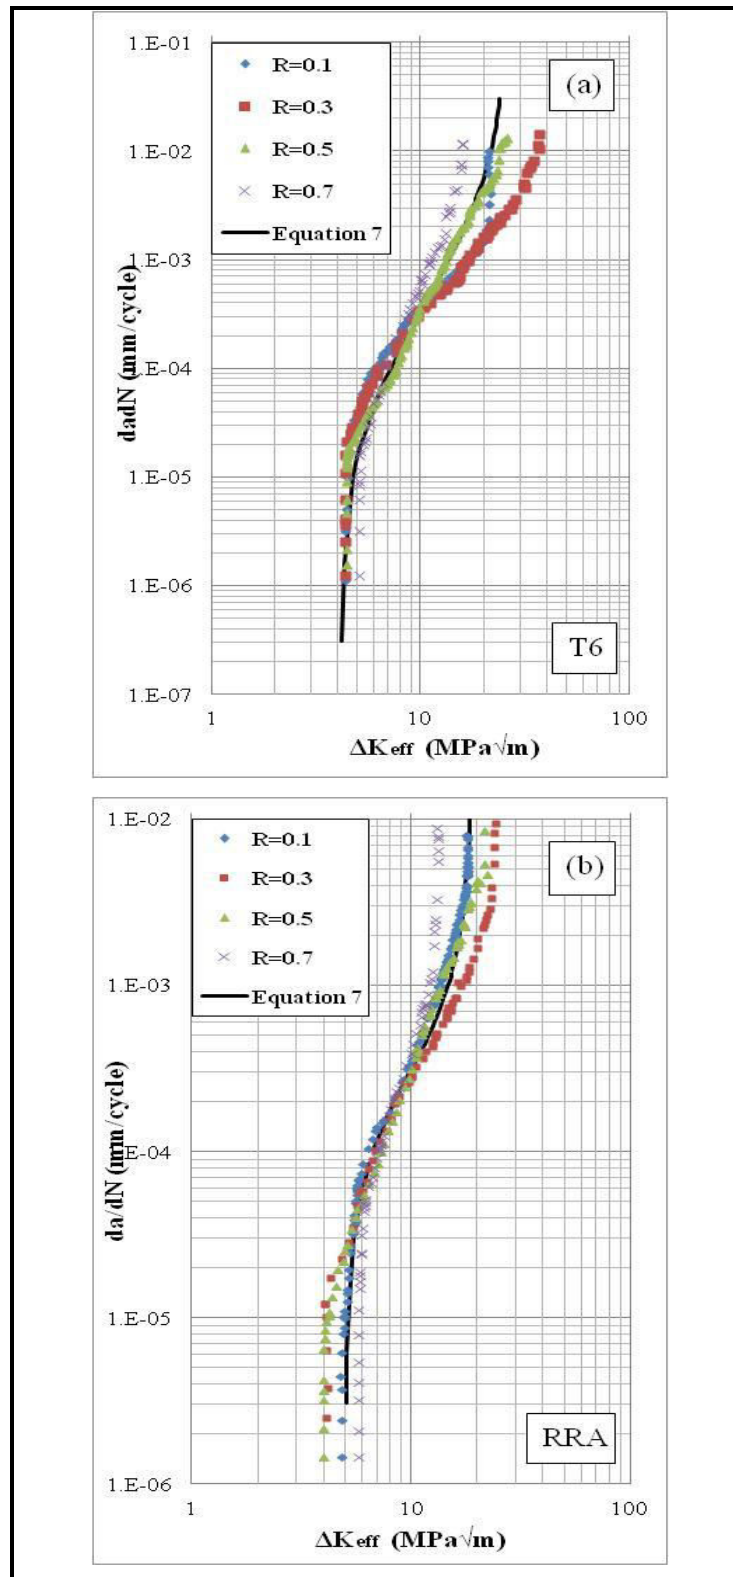 1.E-01
R=0.1
(a)
R=0.3
1.E-02
R=0.5
R=0.7
Equation 7
1.E-03
dadN (mm/cycle)
1.E-04
1.E-05
1.E-06
T6
1.E-07
1 10 100
ΔKeff (MPa√m)
1.E-02
R=0.1
(b)
R=0.3
R=0.5
R=0.7
1.E-03
Equation 7
da/dN (mm/cycle)
1.E-04
1.E-05
RRA
1.E-06
1 10 100
ΔKeff (MPa√m)